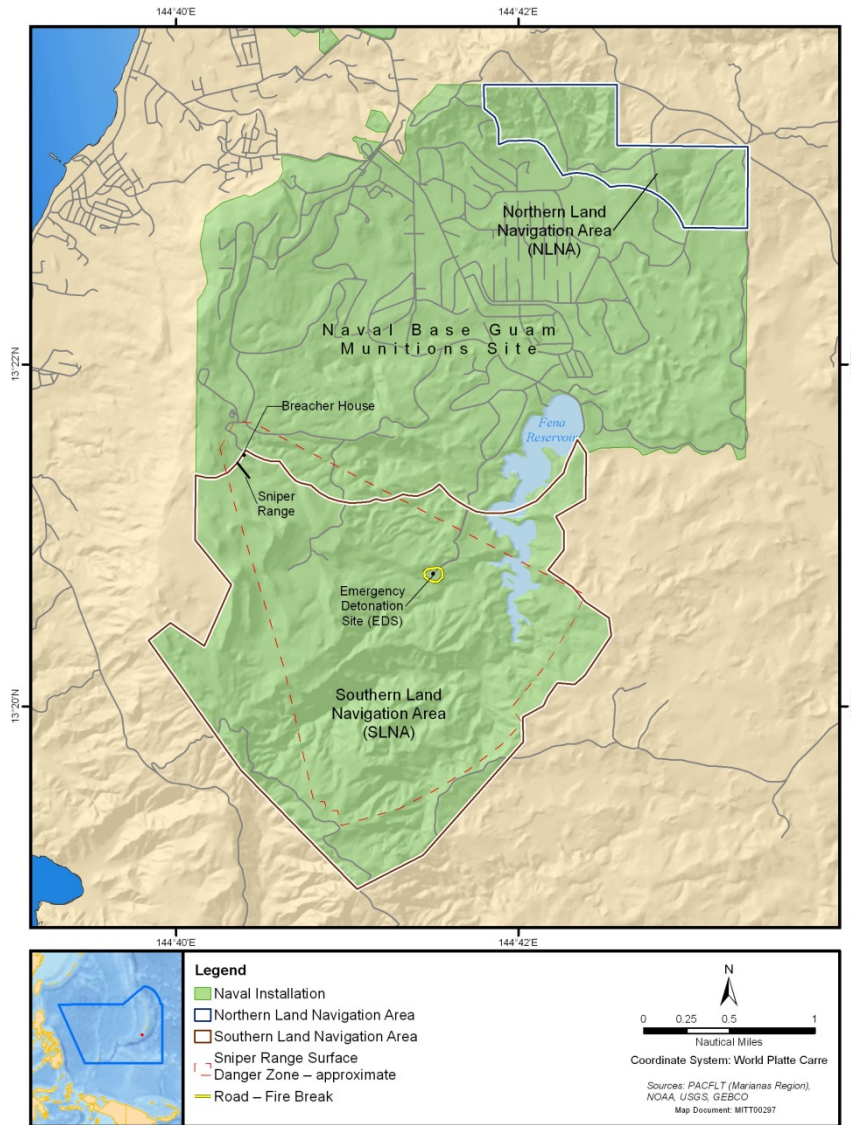 144°40'E
144°42'E
Northern Land
Navigation Area
(NLNA)
Naval Base Guam
Munitions Site
13°22'N
Breacher House
Fena
Reservoir
Sniper
Range
Emergency
Detonation
Site (EDS)
13°20'N
Southern Land
Navigation Area
(SLNA)
144°40'E
144°42'E
Legend
Naval Installation
Northern Land Navigation Area
Southern Land Navigation Area
Sniper Range Surface
Danger Zone – approximate
Road – Fire Break
N
0 0.25 0.5 1
Nautical Miles
Coordinate System: World Platte Carre
Sources: PACFLT (Marianas Region),
NOAA, USGS, GEBCO
Map Document: MITT00297